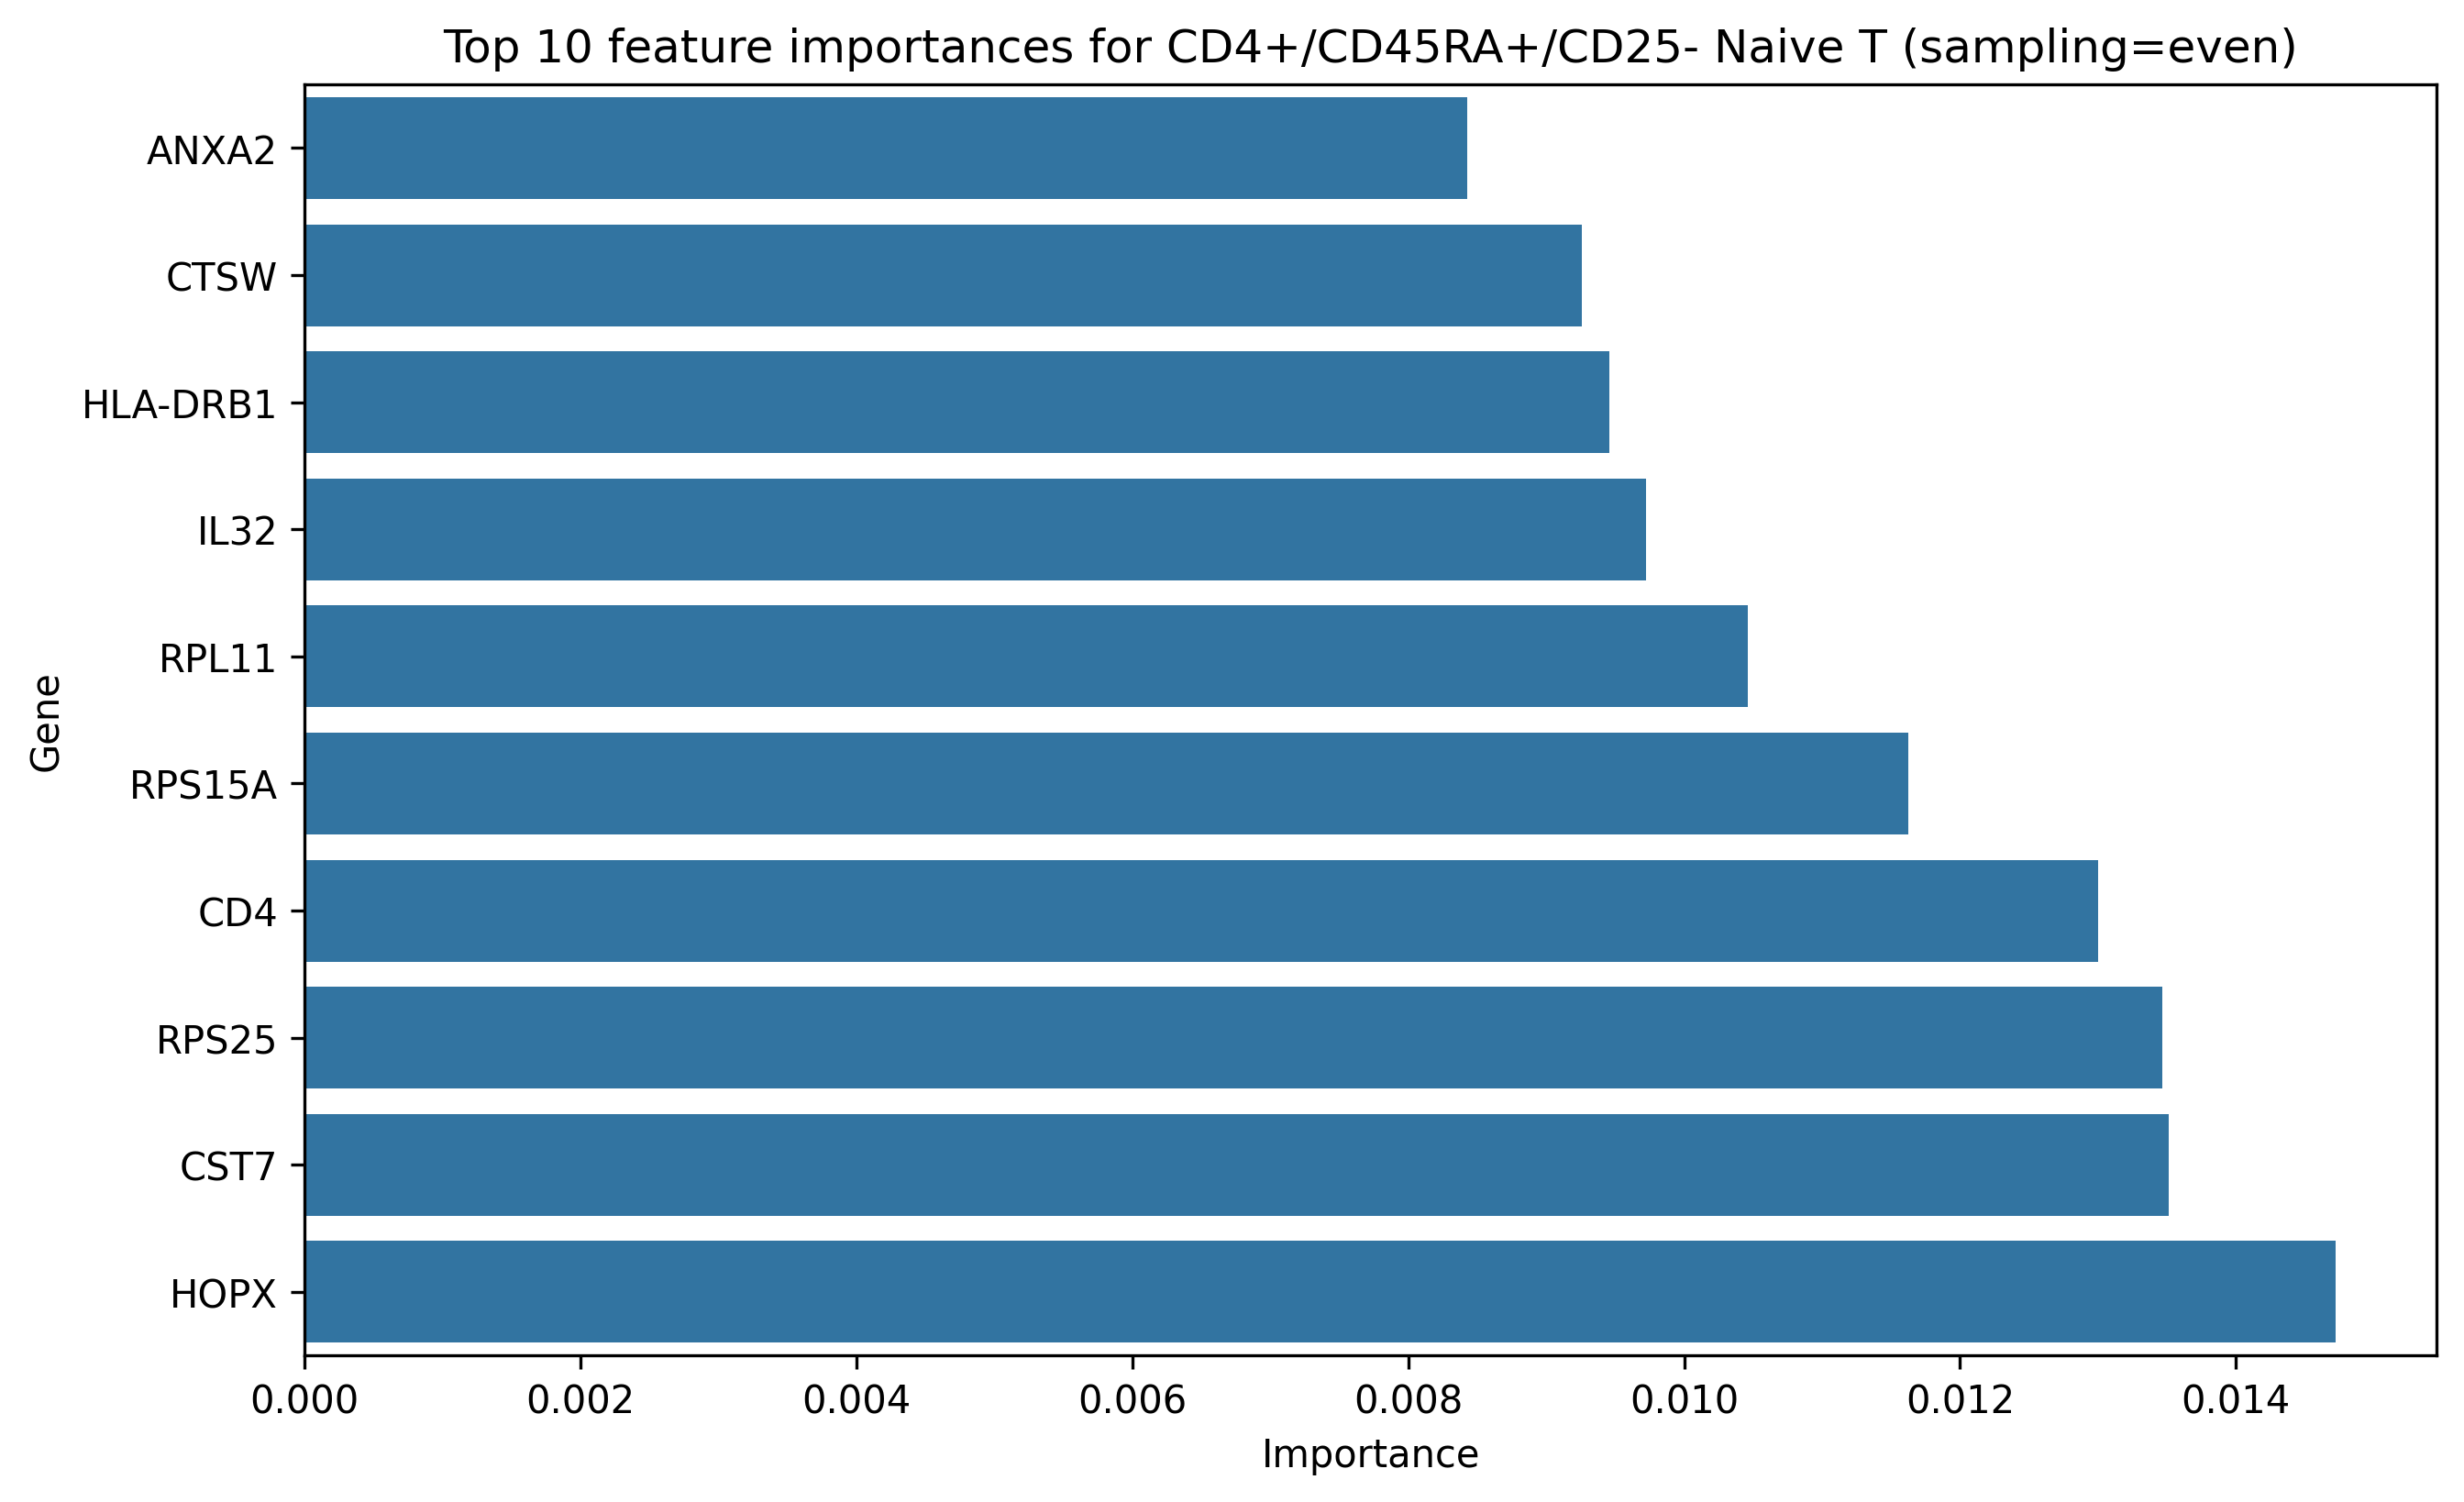 Top 10 feature importances for CD4+/CD45RA+/CD25- Naive T (sampling=even)
ANXA2
CTSW
HLA-DRB1
IL32
RPL11
RPS15A
CD4
RPS25
CST7
HOPX
Gene
0.000 0.002 0.004 0.006 0.008 0.010 0.012 0.014
Importance